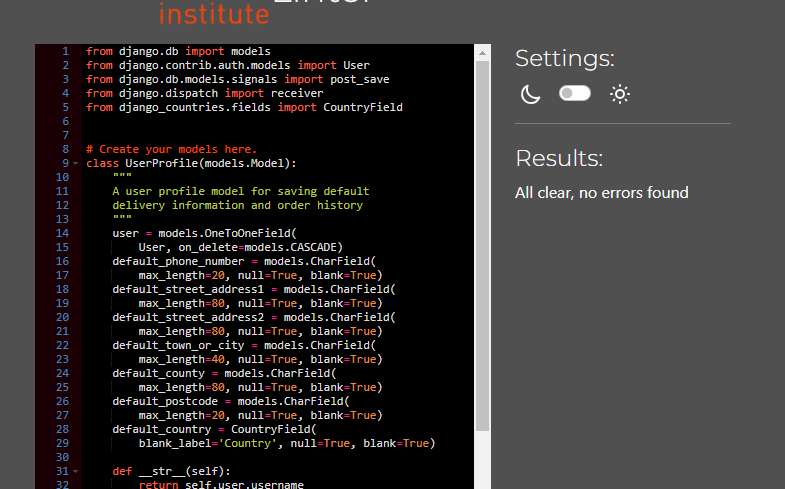 institute
1 from django.db import models
2 from django.contrib.auth.models import User
3 from django.db.models.signals import post_save
4 from django.dispatch import receiver
5 from django_countries.fields import CountryField
6
7
8 # Create your models here.
9 class UserProfile(models.Model):
10 """
11 A user profile model for saving default
12 delivery information and order history
13 """
14 user = models.OneToOneField(
15 User, on_delete=models.CASCADE)
16 default_phone_number = models.CharField(
17 max_length=20, null=True, blank=True)
18 default_street_address1 = models.CharField(
19 max_length=80, null=True, blank=True)
20 default_street_address2 = models.CharField(
21 max_length=80, null=True, blank=True)
22 default_town_or_city = models.CharField(
23 max_length=40, null=True, blank=True)
24 default_county = models.CharField(
25 max_length=80, null=True, blank=True)
26 default_postcode = models.CharField(
27 max_length=20, null=True, blank=True)
28 default_country = CountryField(
29 blank_label='Country', null=True, blank=True)
30
31 def __str__(self):
32 return self.user.username
Settings:
Results:
All clear, no errors found